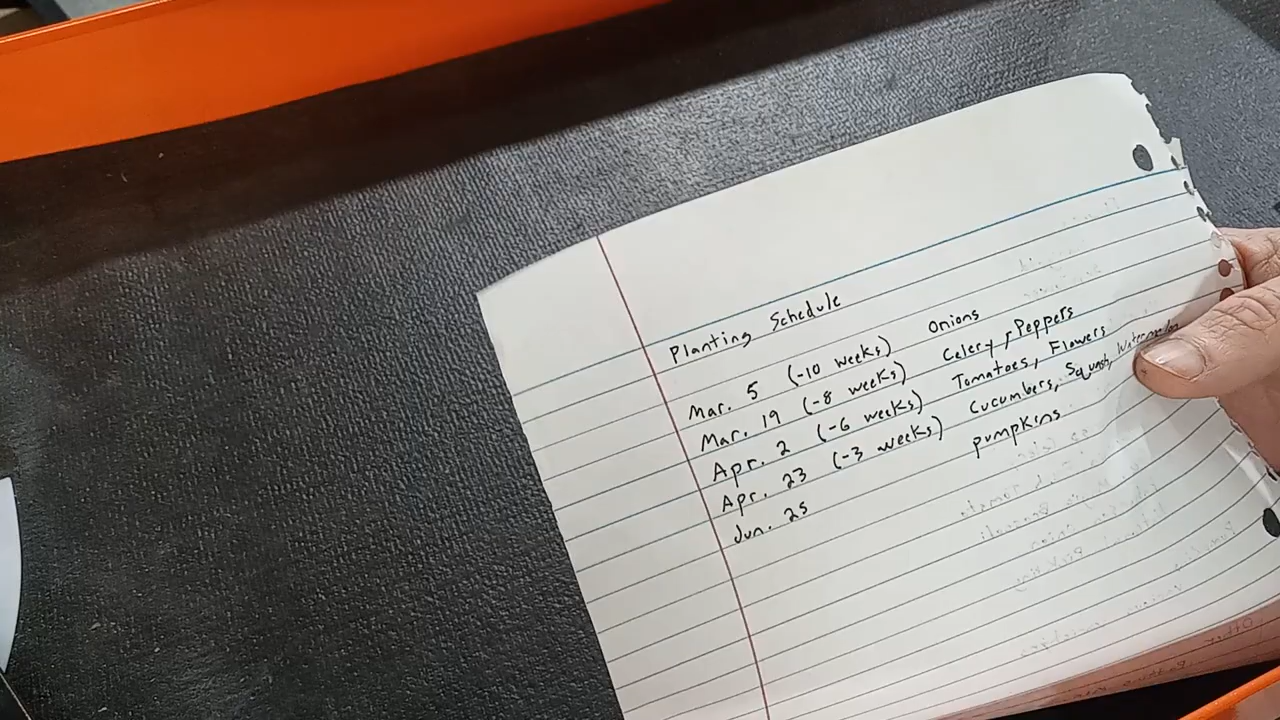 Planting Schedule
Mar. 5 (-10 weeks) Onions
Mar. 19 (-8 weeks) Celery, Peppers
Apr. 2 (-6 weeks) Tomatoes, Flowers
Apr. 23 (-3 weeks) Cucumbers, Squash, Watermelon
Jun. 25 pumpkins